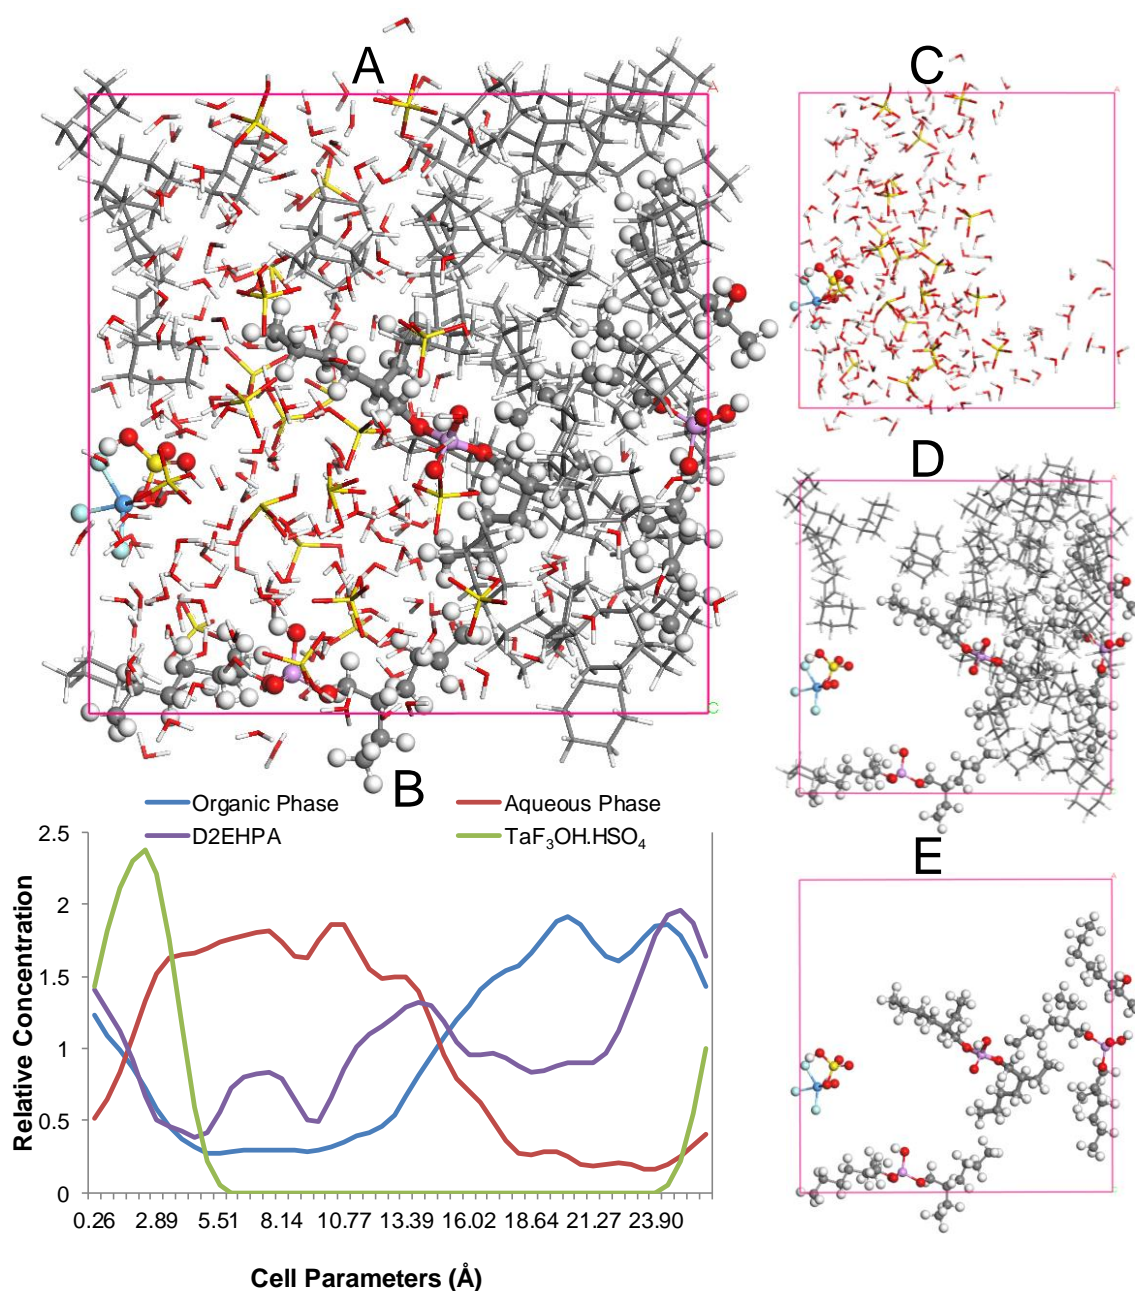 A
C
A
A
C
C
D
A
C
B
Organic Phase
Aqueous Phase
D2EHPA
TaF₃OH.HSO₄
E
A
C
2.5
2
1.5
1
0.5
0
Relative Concentration
0.26 2.89 5.51 8.14 10.77 13.39 16.02 18.64 21.27 23.90
Cell Parameters (Å)